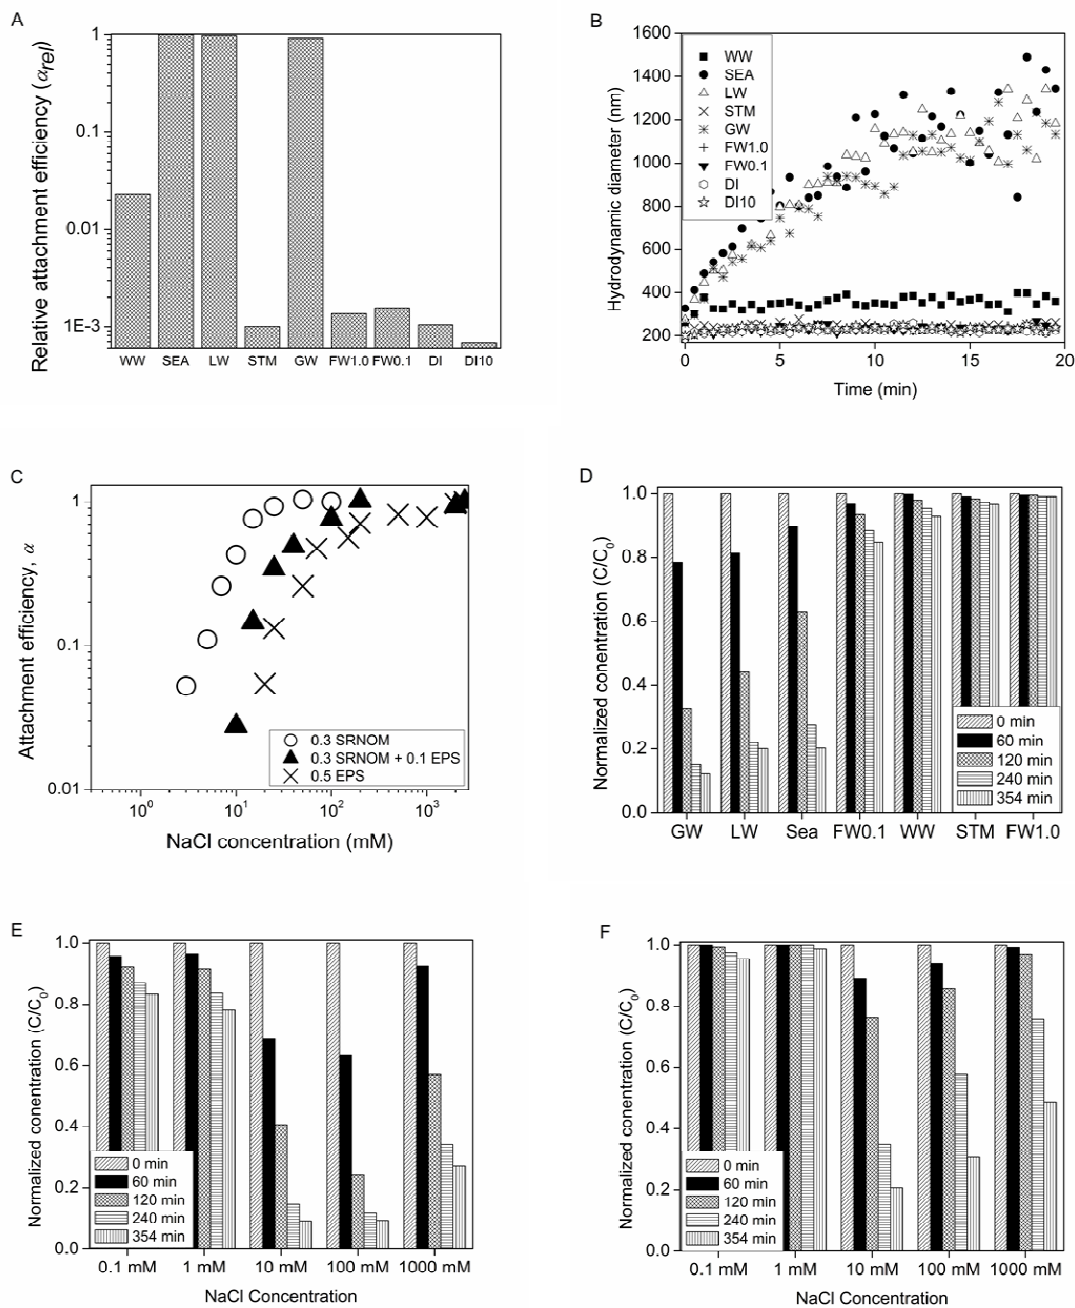 A
Relative attachment efficiency (αrel)
1
0.1
0.01
1E-3
WW SEA LW STM GW FW1.0 FW0.1 DI DI10
B
Hydrodynamic diameter (nm)
1600
1400
1200
1000
800
600
400
200
WW
SEA
LW
STM
GW
FW1.0
FW0.1
DI
DI10
0 5 10 15 20
Time (min)
C
Attachment efficiency, α
1
0.1
0.01
0.3 SRNOM
0.3 SRNOM + 0.1 EPS
0.5 EPS
10⁰ 10¹ 10² 10³
NaCl concentration (mM)
D
Normalized conentration (C/C₀)
1.0
0.8
0.6
0.4
0.2
0.0
0 min
60 min
120 min
240 min
354 min
GW LW Sea FW0.1 WW STM FW1.0
E
Normalized conentration (C/C₀)
1.0
0.8
0.6
0.4
0.2
0.0
0 min
60 min
120 min
240 min
354 min
0.1 mM 1 mM 10 mM 100 mM 1000 mM
NaCl Concentration
F
Normalized conentration (C/C₀)
1.0
0.8
0.6
0.4
0.2
0.0
0 min
60 min
120 min
240 min
354 min
0.1 mM 1 mM 10 mM 100 mM 1000 mM
NaCl Concentration